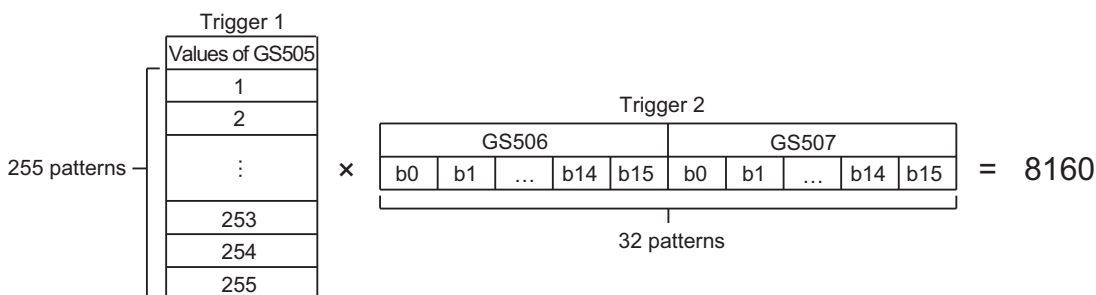 Trigger 1
Values of GS505
1
2
⋮
253
254
255
255 patterns
×
Trigger 2
GS506 GS507
b0 b1 … b14 b15 b0 b1 … b14 b15
32 patterns
= 8160